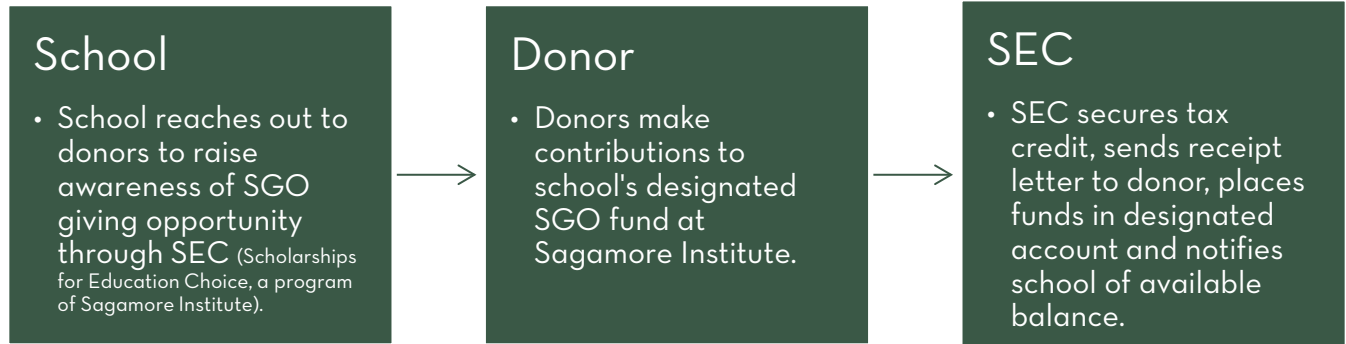 School
• School reaches out to
donors to raise
awareness of SGO
giving opportunity
through SEC (Scholarships
for Education Choice, a program
of Sagamore Institute).
Donor
• Donors make
contributions to
school's designated
SGO fund at
Sagamore Institute.
SEC
• SEC secures tax
credit, sends receipt
letter to donor, places
funds in designated
account and notifies
school of available
balance.